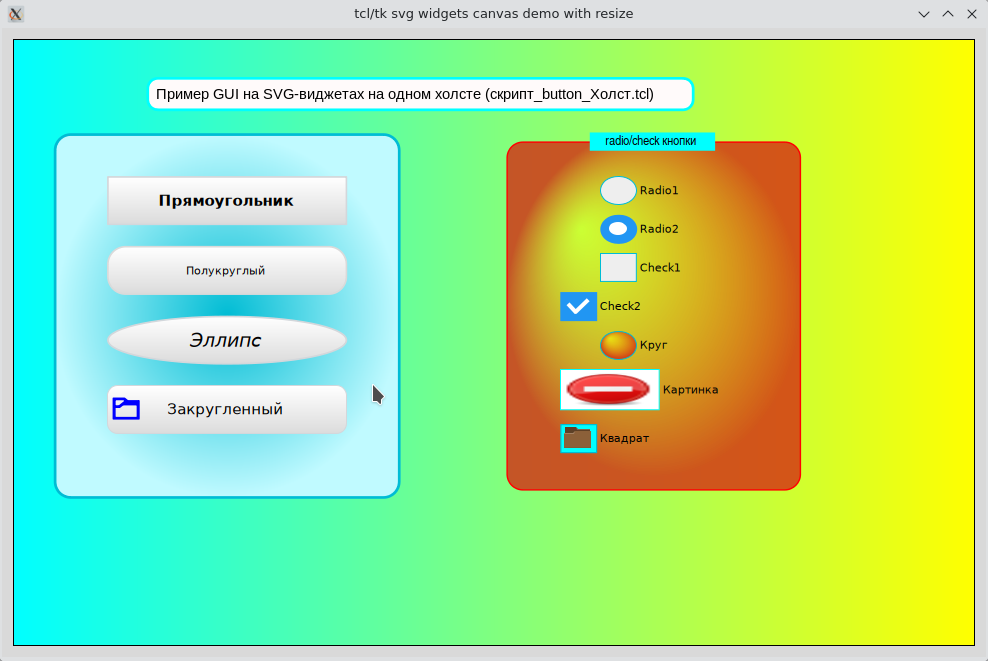 tcl/tk svg widgets canvas demo with resize
Пример GUI на SVG-виджетах на одном холсте (скрипт_button_Холст.tcl)
Прямоугольник
Полукруглый
Эллипс
Закругленный
radio/check кнопки
Radio1
Radio2
Check1
Check2
Круг
Картинка
Квадрат